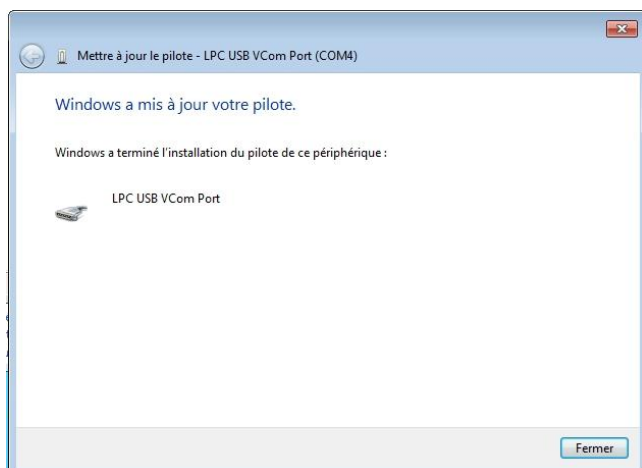 Mettre à jour le pilote - LPC USB VCom Port (COM4)
Windows a mis à jour votre pilote.
Windows a terminé l'installation du pilote de ce périphérique :
LPC USB VCom Port
Fermer